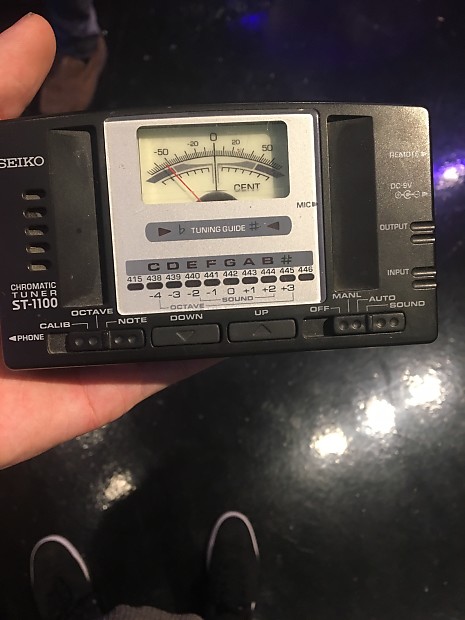 SEIKO
-50 -20 0 20 50
CENT
REMOTE
DC-9V
MIC
OUTPUT
INPUT
♭ TUNING GUIDE #
C D E F G A B #
415 438 439 440 441 442 443 444 445 446
-4 -3 -2 -1 0 +1 +2 +3
SOUND
OCTAVE
CHROMATIC
TUNER
ST-1100
OCTAVE
CALIB NOTE
DOWN UP
OFF MANL AUTO
SOUND
PHONE